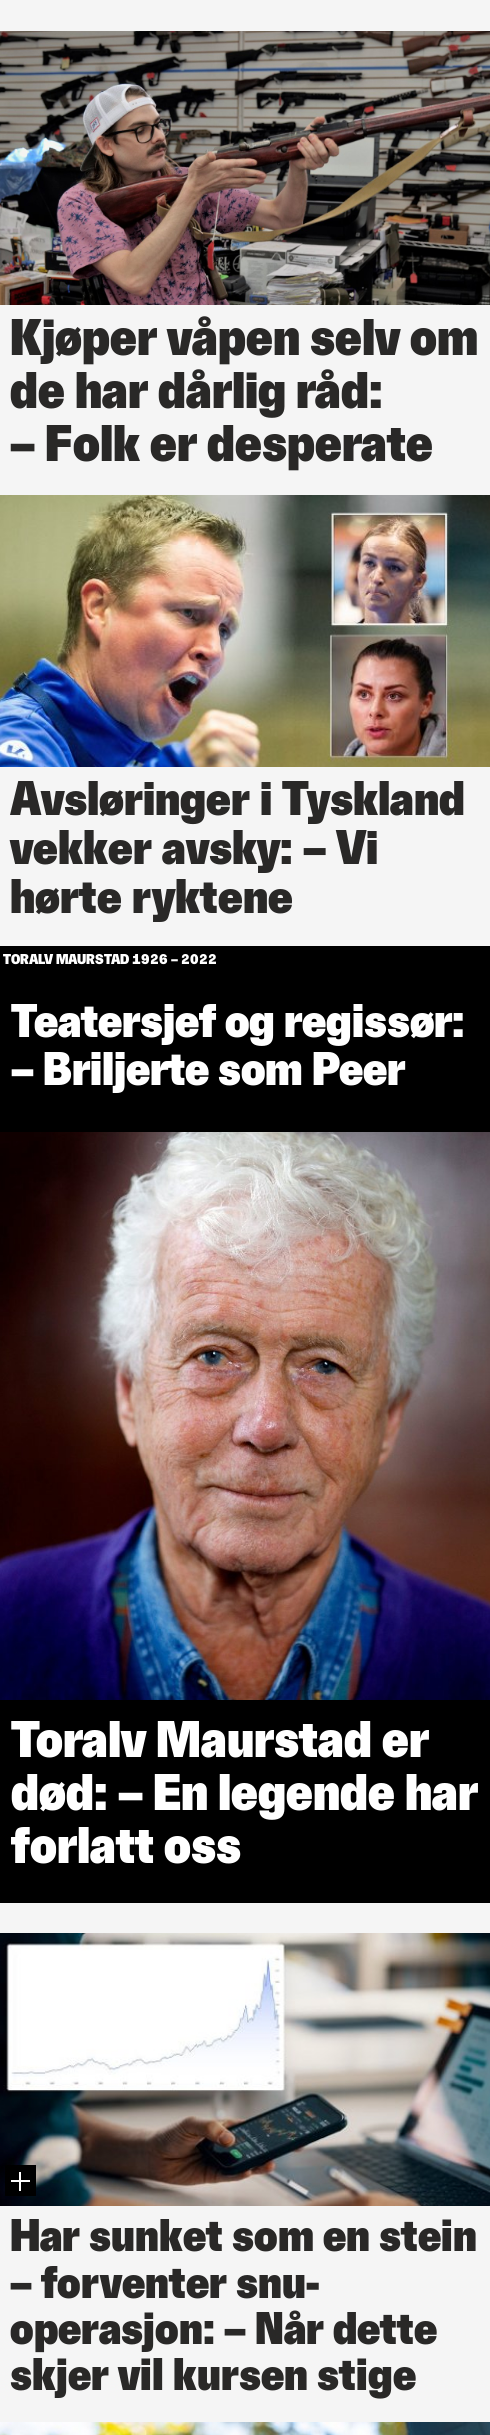 Kjøper våpen selv om
de har dårlig råd:
– Folk er desperate
Avsløringer i Tyskland
vekker avsky: – Vi
hørte ryktene
TORALV MAURSTAD 1926 – 2022
Teatersjef og regissør:
– Briljerte som Peer
Toralv Maurstad er
død: – En legende har
forlatt oss
Har sunket som en stein
– forventer snu-
operasjon: – Når dette
skjer vil kursen stige